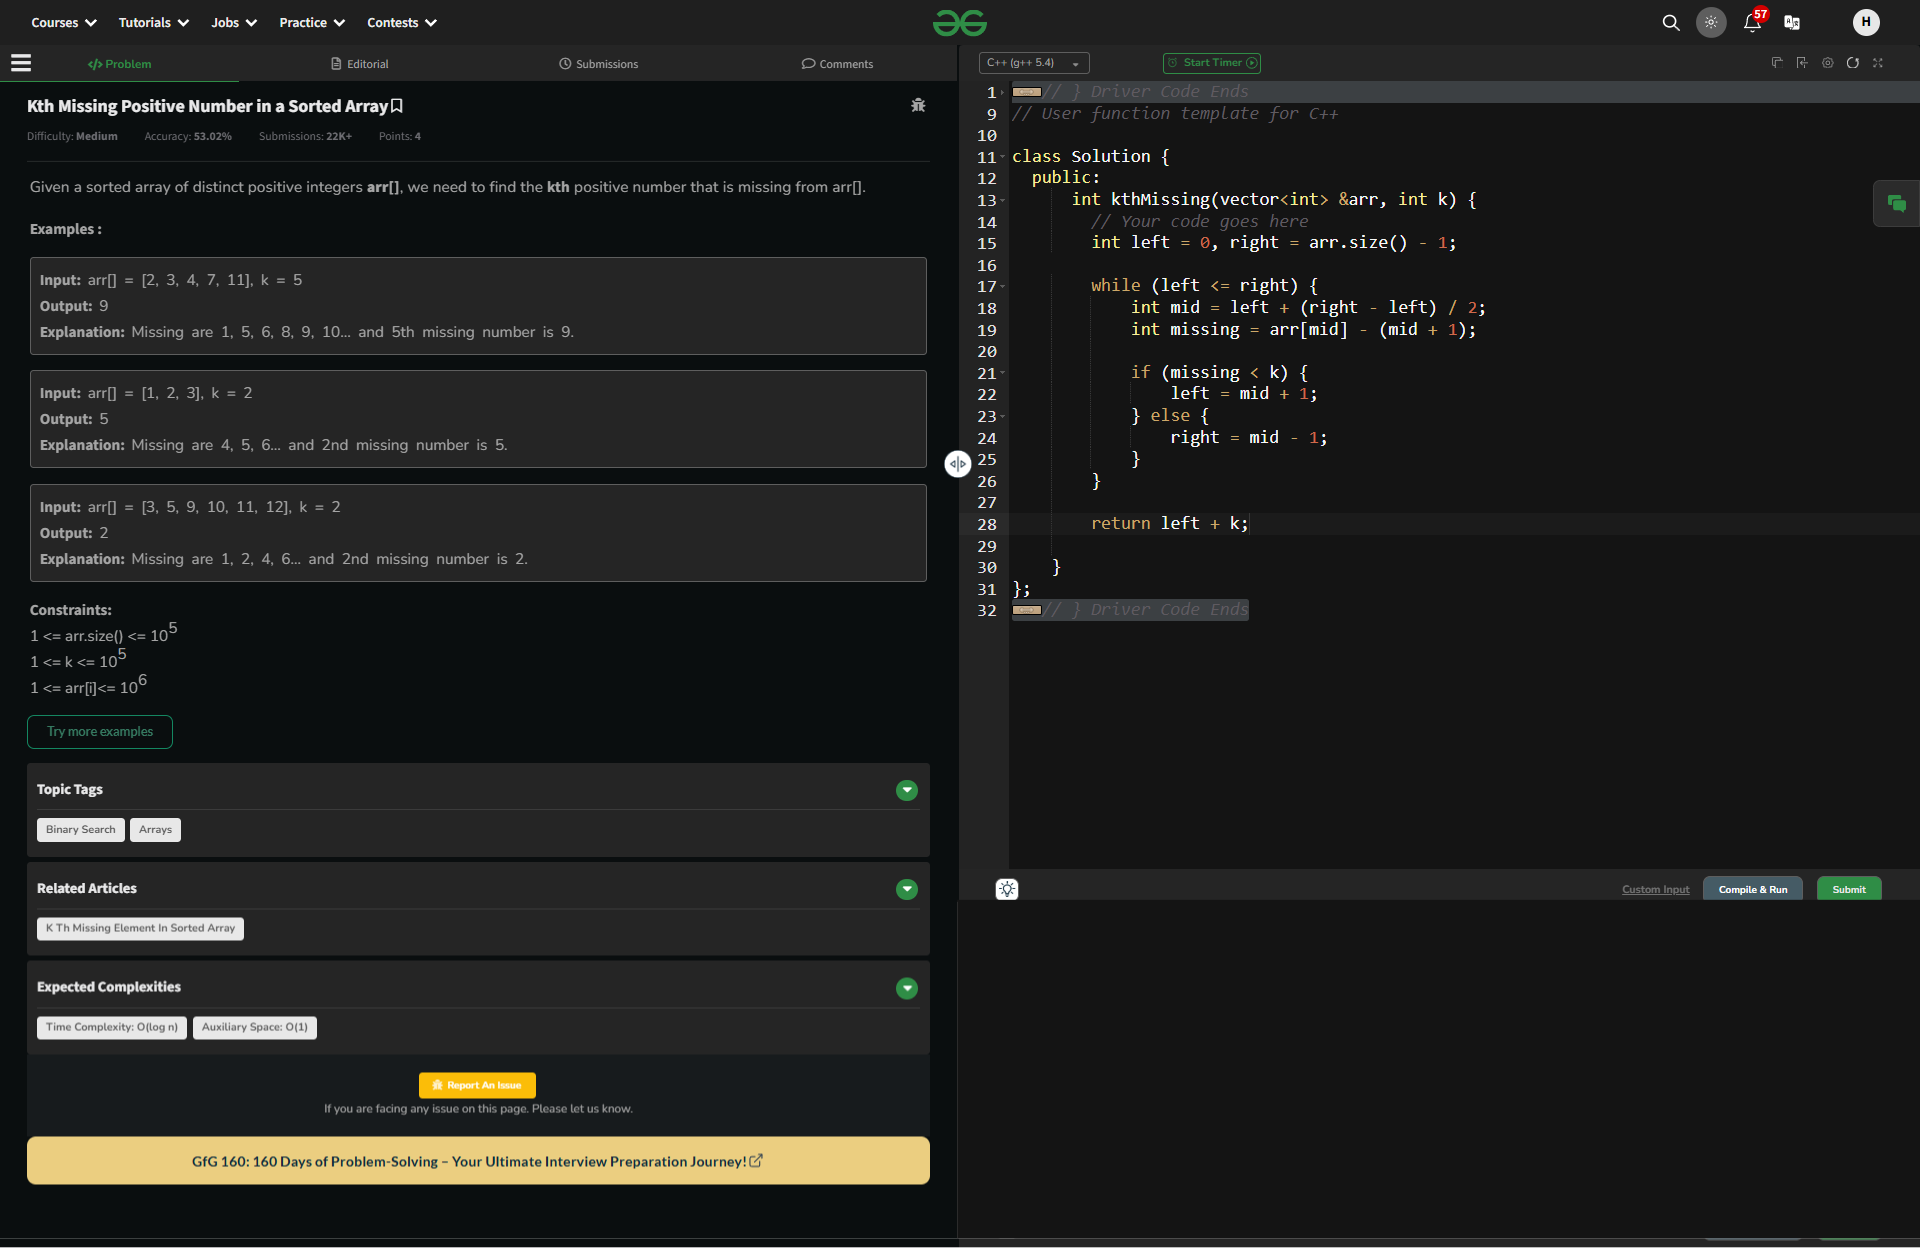 Courses Tutorials Jobs Practice Contests 57 H
Problem Editorial Submissions Comments
Kth Missing Positive Number in a Sorted Array
Difficulty: Medium Accuracy: 53.02% Submissions: 22K+ Points: 4
Given a sorted array of distinct positive integers arr[], we need to find the kth positive number that is missing from arr[].
Examples :
Input: arr[] = [2, 3, 4, 7, 11], k = 5
Output: 9
Explanation: Missing are 1, 5, 6, 8, 9, 10… and 5th missing number is 9.
Input: arr[] = [1, 2, 3], k = 2
Output: 5
Explanation: Missing are 4, 5, 6… and 2nd missing number is 5.
Input: arr[] = [3, 5, 9, 10, 11, 12], k = 2
Output: 2
Explanation: Missing are 1, 2, 4, 6… and 2nd missing number is 2.
Constraints:
1 <= arr.size() <= 10^5
1 <= k <= 10^5
1 <= arr[i]<= 10^6
Try more examples
Topic Tags
Binary Search Arrays
Related Articles
K Th Missing Element In Sorted Array
Expected Complexities
Time Complexity: O(log n) Auxiliary Space: O(1)
Report An Issue
If you are facing any issue on this page. Please let us know.
GfG 160: 160 Days of Problem-Solving – Your Ultimate Interview Preparation Journey!
C++ (g++ 5.4) Start Timer
1 // } Driver Code Ends
9 // User function template for C++
10
11 class Solution {
12 public:
13 int kthMissing(vector<int> &arr, int k) {
14 // Your code goes here
15 int left = 0, right = arr.size() - 1;
16
17 while (left <= right) {
18 int mid = left + (right - left) / 2;
19 int missing = arr[mid] - (mid + 1);
20
21 if (missing < k) {
22 left = mid + 1;
23 } else {
24 right = mid - 1;
25 }
26 }
27
28 return left + k;
29
30 }
31 };
32 // } Driver Code Ends
Custom Input Compile & Run Submit